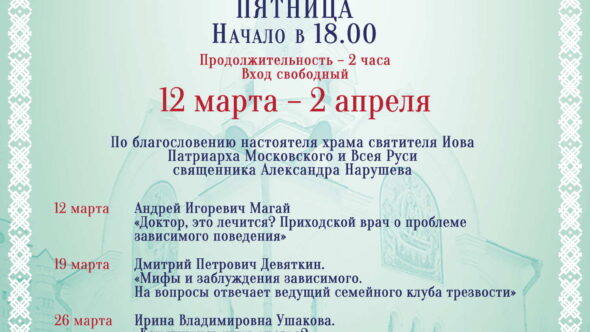 ПЯТНИЦА
Начало в 18.00
Продолжительность – 2 часа
Вход свободный
12 марта – 2 апреля
По благословению настоятеля храма святителя Иова
Патриарха Московского и Всея Руси
священника Александра Нарушева
12 марта Андрей Игоревич Магай
«Доктор, это лечится? Приходской врач о проблеме
зависимого поведения»
19 марта Дмитрий Петрович Девяткин.
«Мифы и заблуждения зависимого.
На вопросы отвечает ведущий семейного клуба трезвости»
26 марта Ирина Владимировна Ушакова.